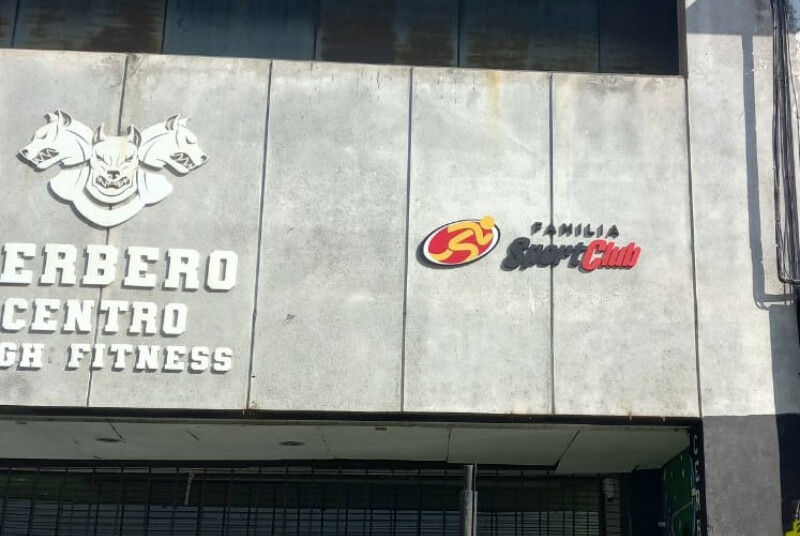 ERBERO
CENTRO
GH FITNESS
FAMILIA
SportClub